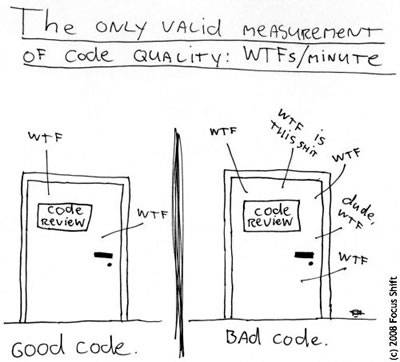 The ONLY VALID MEASUREMENT
OF CODE QUALITY: WTFs/MINUTE
WTF
CODE
REVIEW
WTF
GOOD CODE.
WTF
WTF IS
THIS SHIT
WTF
CODE
REVIEW
dude,
WTF
WTF
BAD CODE.
(c) 2008 Focus Shift